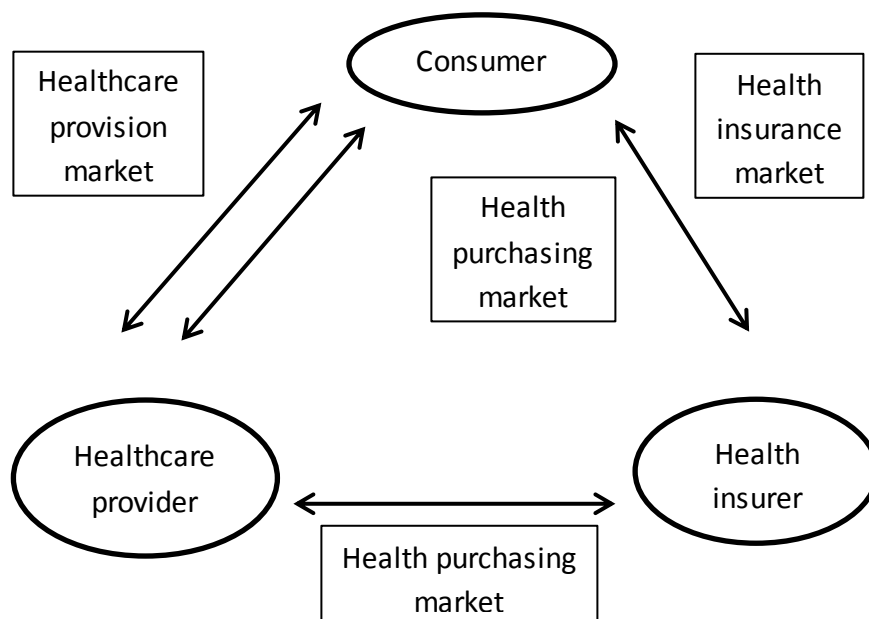 Healthcare
provision
market
Consumer
Health
insurance
market
Health
purchasing
market
Healthcare
provider
Health
insurer
Health purchasing
market